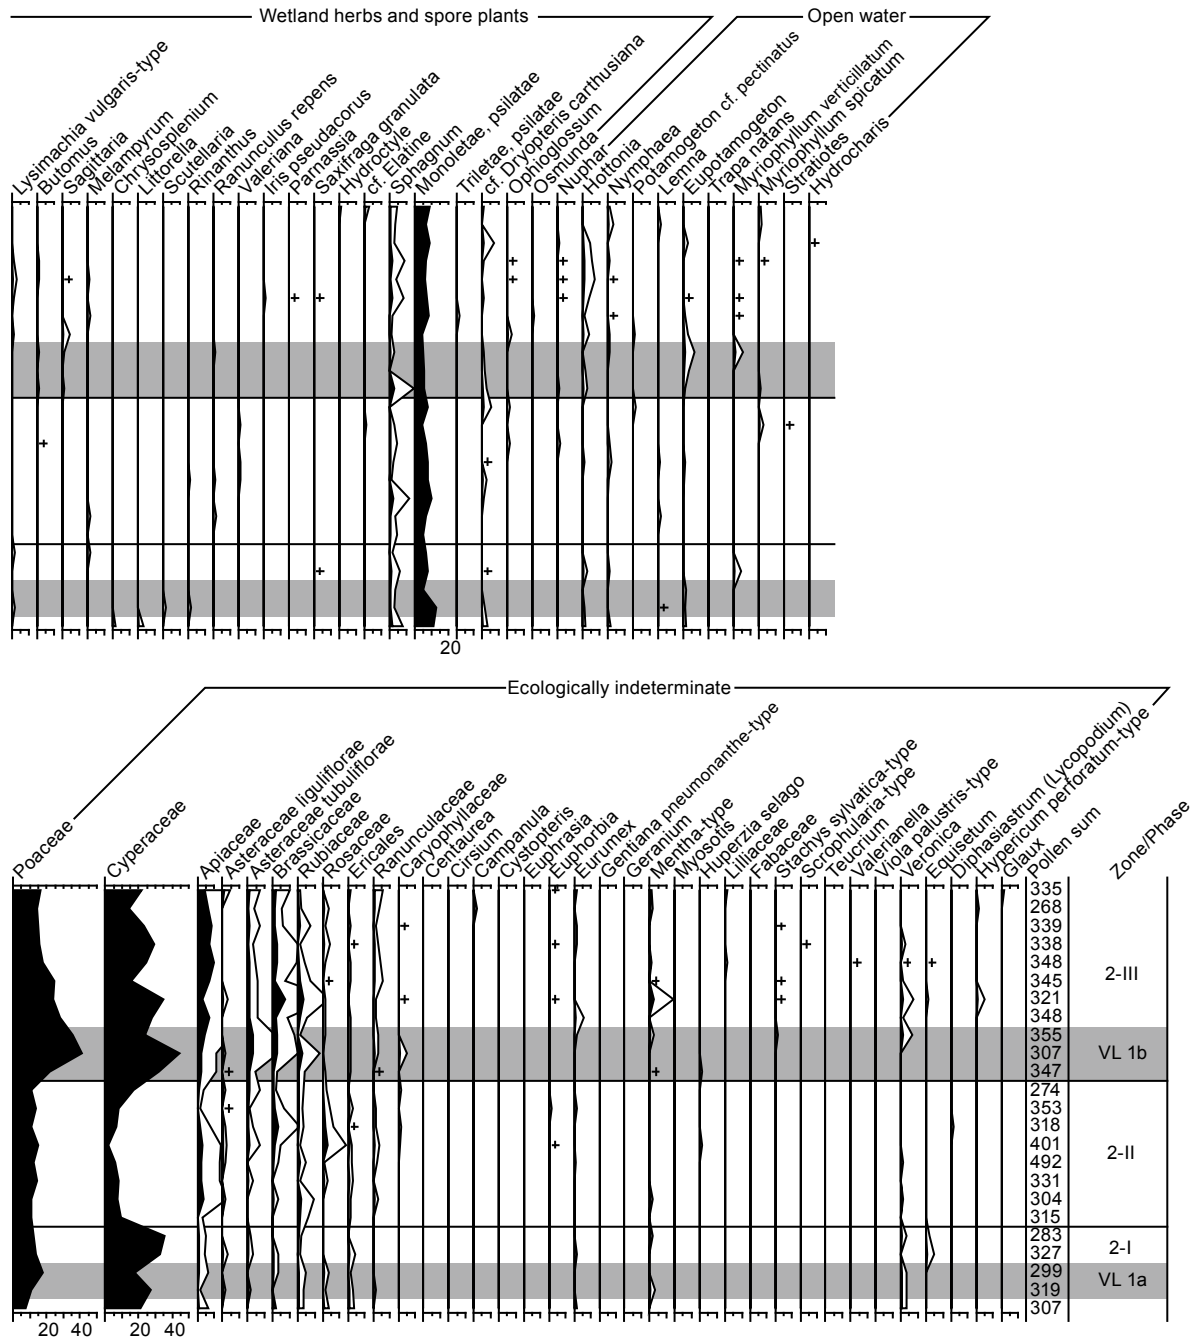 Wetland herbs and spore plants
Open water
Lysimachia vulgaris-type
Butomus
Sagittaria
Melampyrum
Chrysosplenium
Littorella
Scutellaria
Rinanthus
Ranunculus repens
Valeriana
Iris pseudacorus
Parnassia
Saxifraga granulata
Hydroctyle
cf. Elatine
Sphagnum
Monoletae, psilatae
Triletae, psilatae
cf. Dryopteris carthusiana
Ophioglossum
Osmunda
Nuphar
Hottonia
Nymphaea
Potamogeton cf. pectinatus
Lemna
Eupotamogeton
Trapa natans
Myriophyllum verticillatum
Myriophyllum spicatum
Stratiotes
Hydrocharis
20
Ecologically indeterminate
Poaceae
Cyperaceae
Apiaceae
Asteraceae liguliflorae
Asteraceae tubuliflorae
Brassicaceae
Rubiaceae
Rosaceae
Ericales
Ranunculaceae
Caryophyllaceae
Centaurea
Cirsium
Campanula
Cystopteris
Euphrasia
Euphorbia
Eurumex
Gentiana pneumonanthe-type
Geranium
Mentha-type
Myosotis
Huperzia selago
Lilliaceae
Fabaceae
Stachys sylvatica-type
Scrophularia-type
Teucrium
Valerianella
Viola palustris-type
Veronica
Equisetum
Diphasiastrum (Lycopodium)
Hypericum perforatum-type
Glaux
Pollen sum
Zone/Phase
335
268
339
338
348
345
2-III
321
348
355
307
VL 1b
347
274
353
318
401
2-II
492
331
304
315
283
327
2-I
299
VL 1a
319
307
20 40
20 40